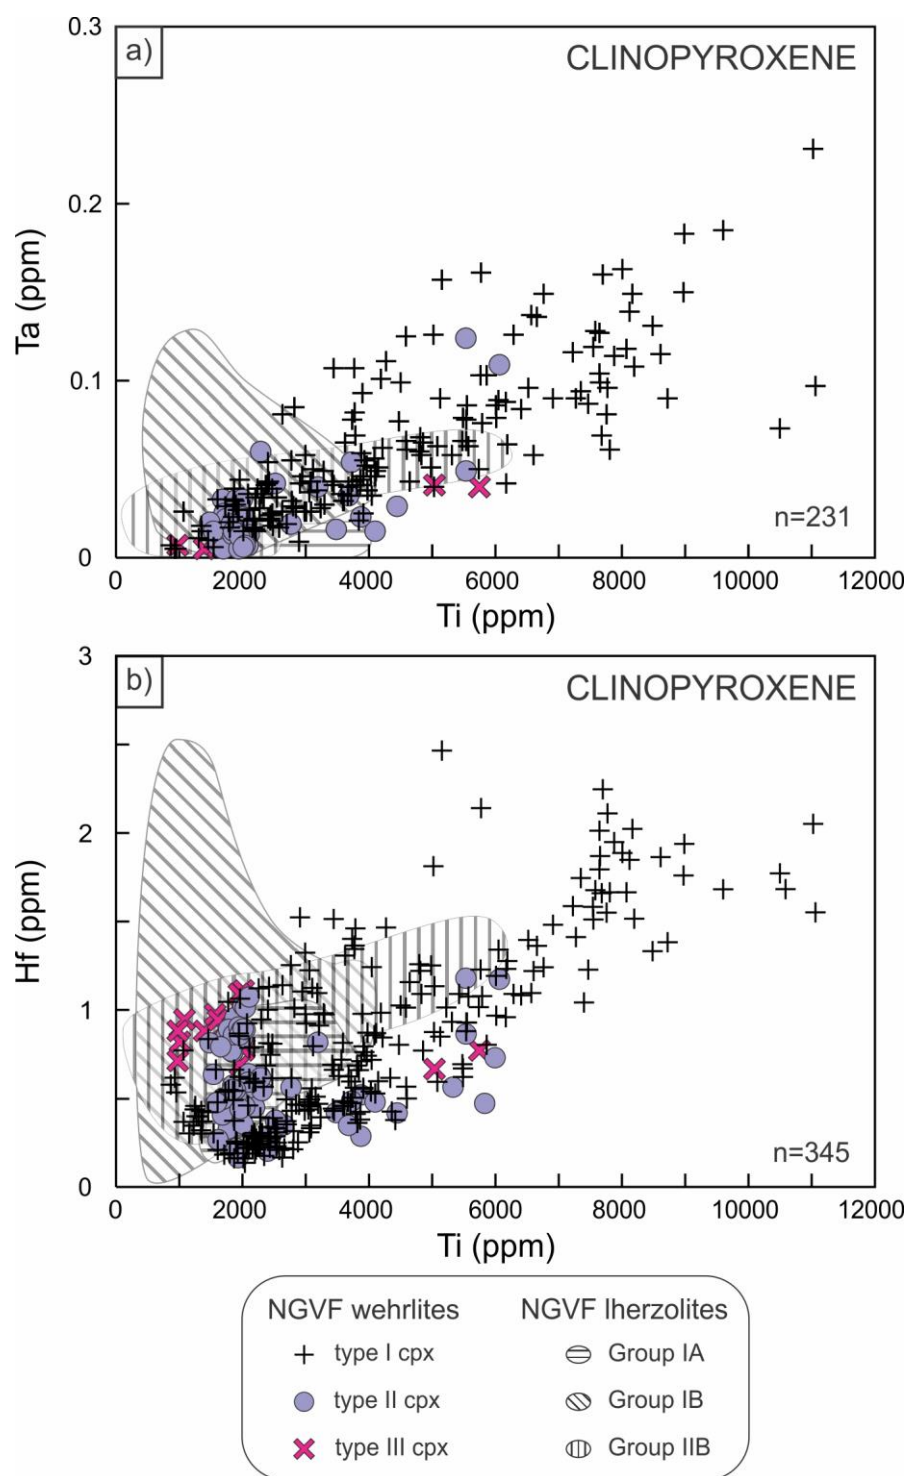 a)
CLINOPYROXENE
0.3
0.2
0.1
0
Ta (ppm)
n=231
0 2000 4000 6000 8000 10000 12000
Ti (ppm)
b)
CLINOPYROXENE
3
2
1
0
Hf (ppm)
n=345
0 2000 4000 6000 8000 10000 12000
Ti (ppm)
NGVF wehrlites
type I cpx
type II cpx
type III cpx
NGVF lherzolites
Group IA
Group IB
Group IIB